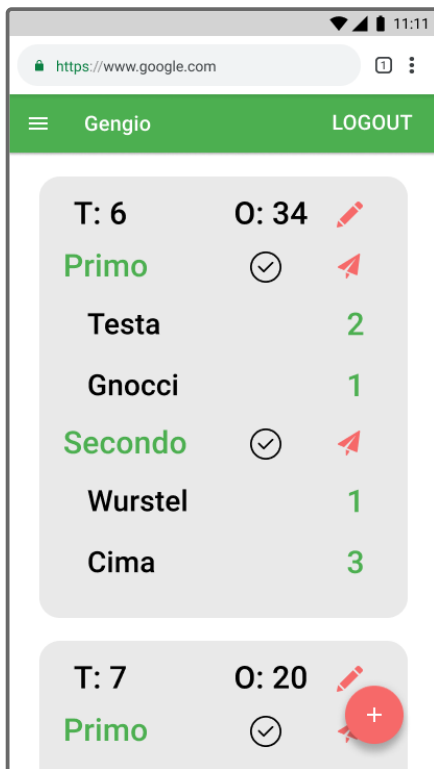 11:11
https://www.google.com 1
Gengio LOGOUT
T: 6 O: 34
Primo
Testa 2
Gnocci 1
Secondo
Wurstel 1
Cima 3
T: 7 O: 20
+
Primo